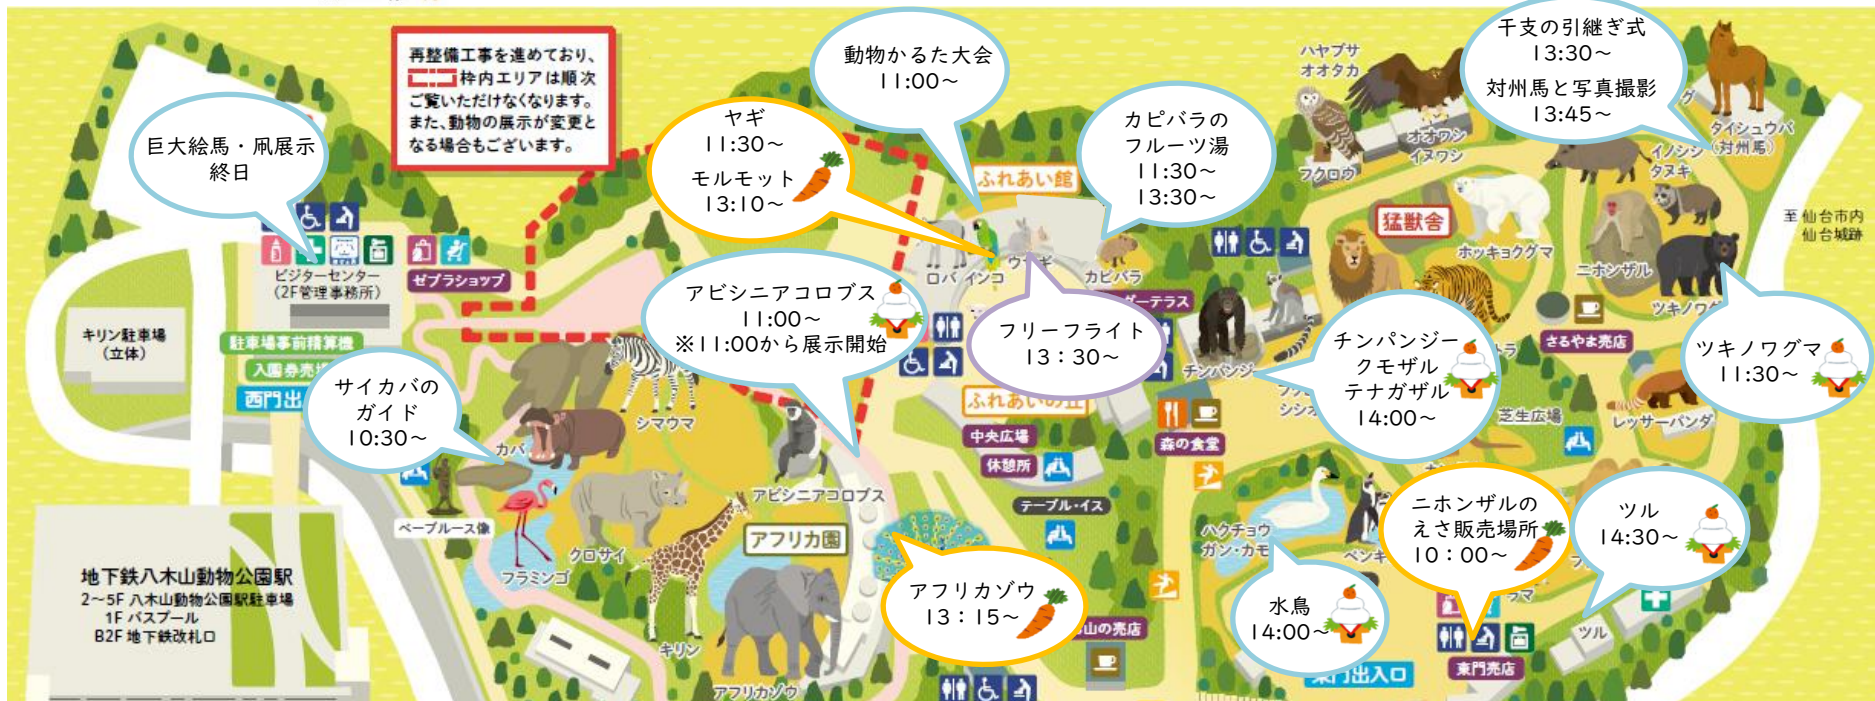 再整備工事を進めており、
枠内エリアは順次
ご覧いただけなくなります。
また、動物の展示が変更と
なる場合もございます。
動物かるた大会
11:00～
干支の引継ぎ式
13:30～
対州馬と写真撮影
13:45～
ハヤブサ
オオタカ
巨大絵馬・凧展示
終日
ヤギ
11:30～
モルモット
13:10～
カピバラの
フルーツ湯
11:30～
13:30～
ふれあい館
フクロウ
オオワシ
イヌワシ
イノシシ
タヌキ
タイシュウバ
（対州馬）
至 仙台市内
仙台城跡
猛獣舎
ホッキョクグマ
ニホンザル
ツキノワグ
ビジターセンター
（2F管理事務所）
ゼブラショップ
ロバ
インコ
ウサギ
カピバラ
ダーテラス
キリン駐車場
（立体）
駐車場事前精算機
入園券売場
西門出
アビシニアコロブス
11:00～
※11:00から展示開始
フリーフライト
13：30～
チンパンジ
チンパンジー
クモザル
テナガザル
14:00～
さるやま売店
ツキノワグマ
11:30～
サイカバの
ガイド
10:30～
カバ
シマウマ
ふれあいの丘
中央広場
休憩所
森の食堂
シシオ
芝生広場
レッサーパンダ
アビシニアコロブス
テーブル・イス
ベーブルース像
クロサイ
フラミンゴ
アフリカ園
ハクチョウ
ガン・カモ
ペンギ
ニホンザルの
えさ販売場所
10：00～
ツル
14:30～
地下鉄八木山動物公園駅
2～5F 八木山動物公園駅駐車場
1F バスプール
B2F 地下鉄改札口
キリン
アフリカゾウ
アフリカゾウ
13：15～
山の売店
水鳥
14:00～
ラマ
ツル
東門出入口
東門売店